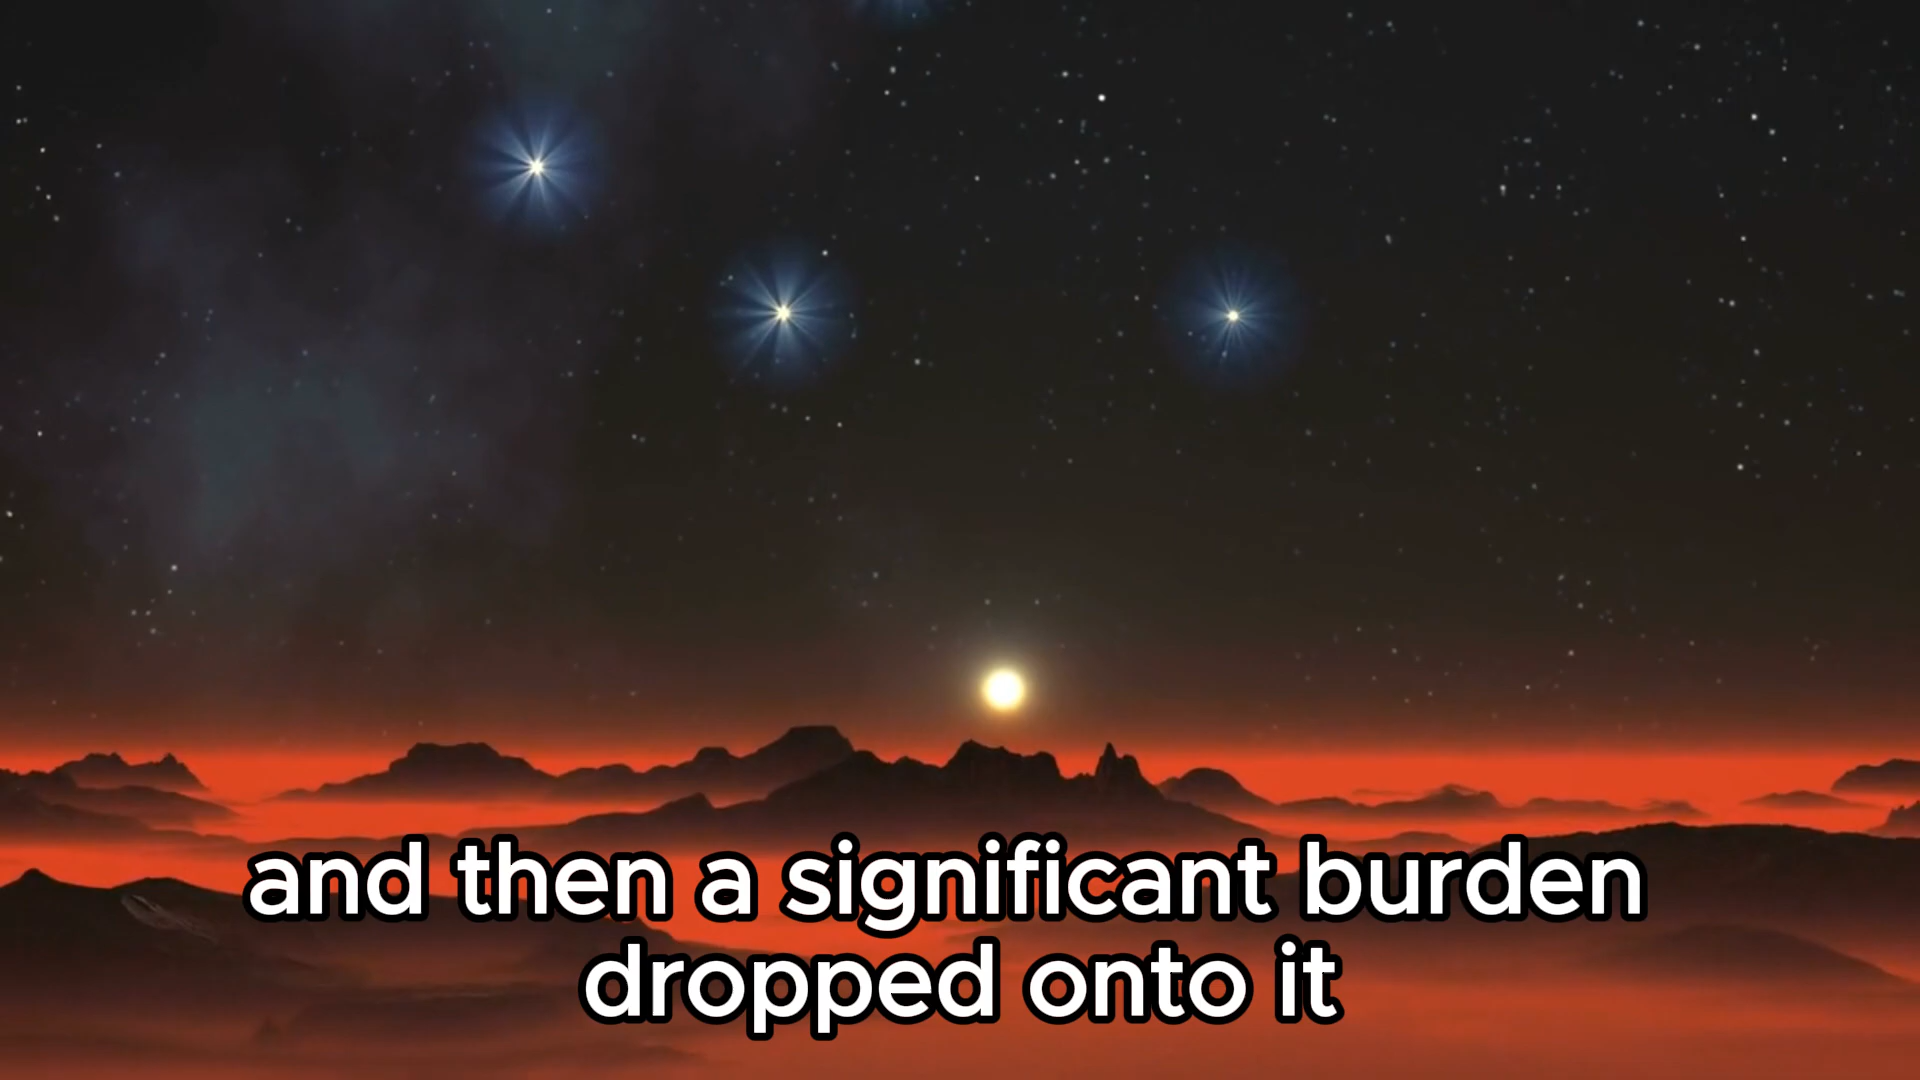 and then a significant burden
dropped onto it